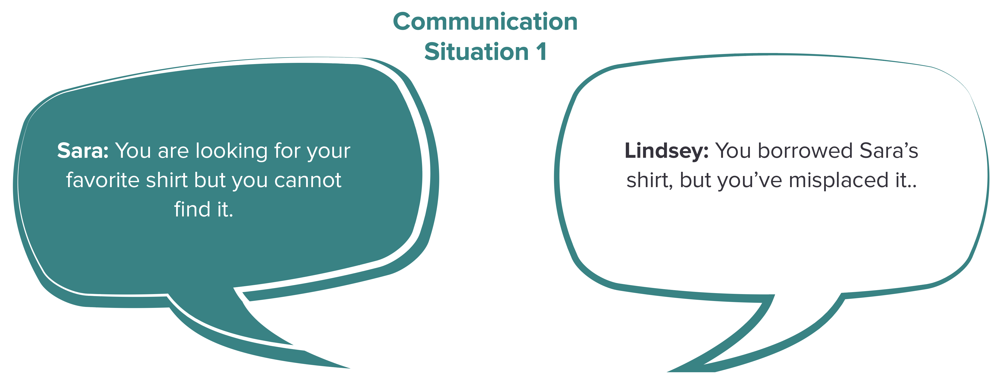 Communication
Situation 1
Sara: You are looking for your
favorite shirt but you cannot
find it.
Lindsey: You borrowed Sara’s
shirt, but you’ve misplaced it..